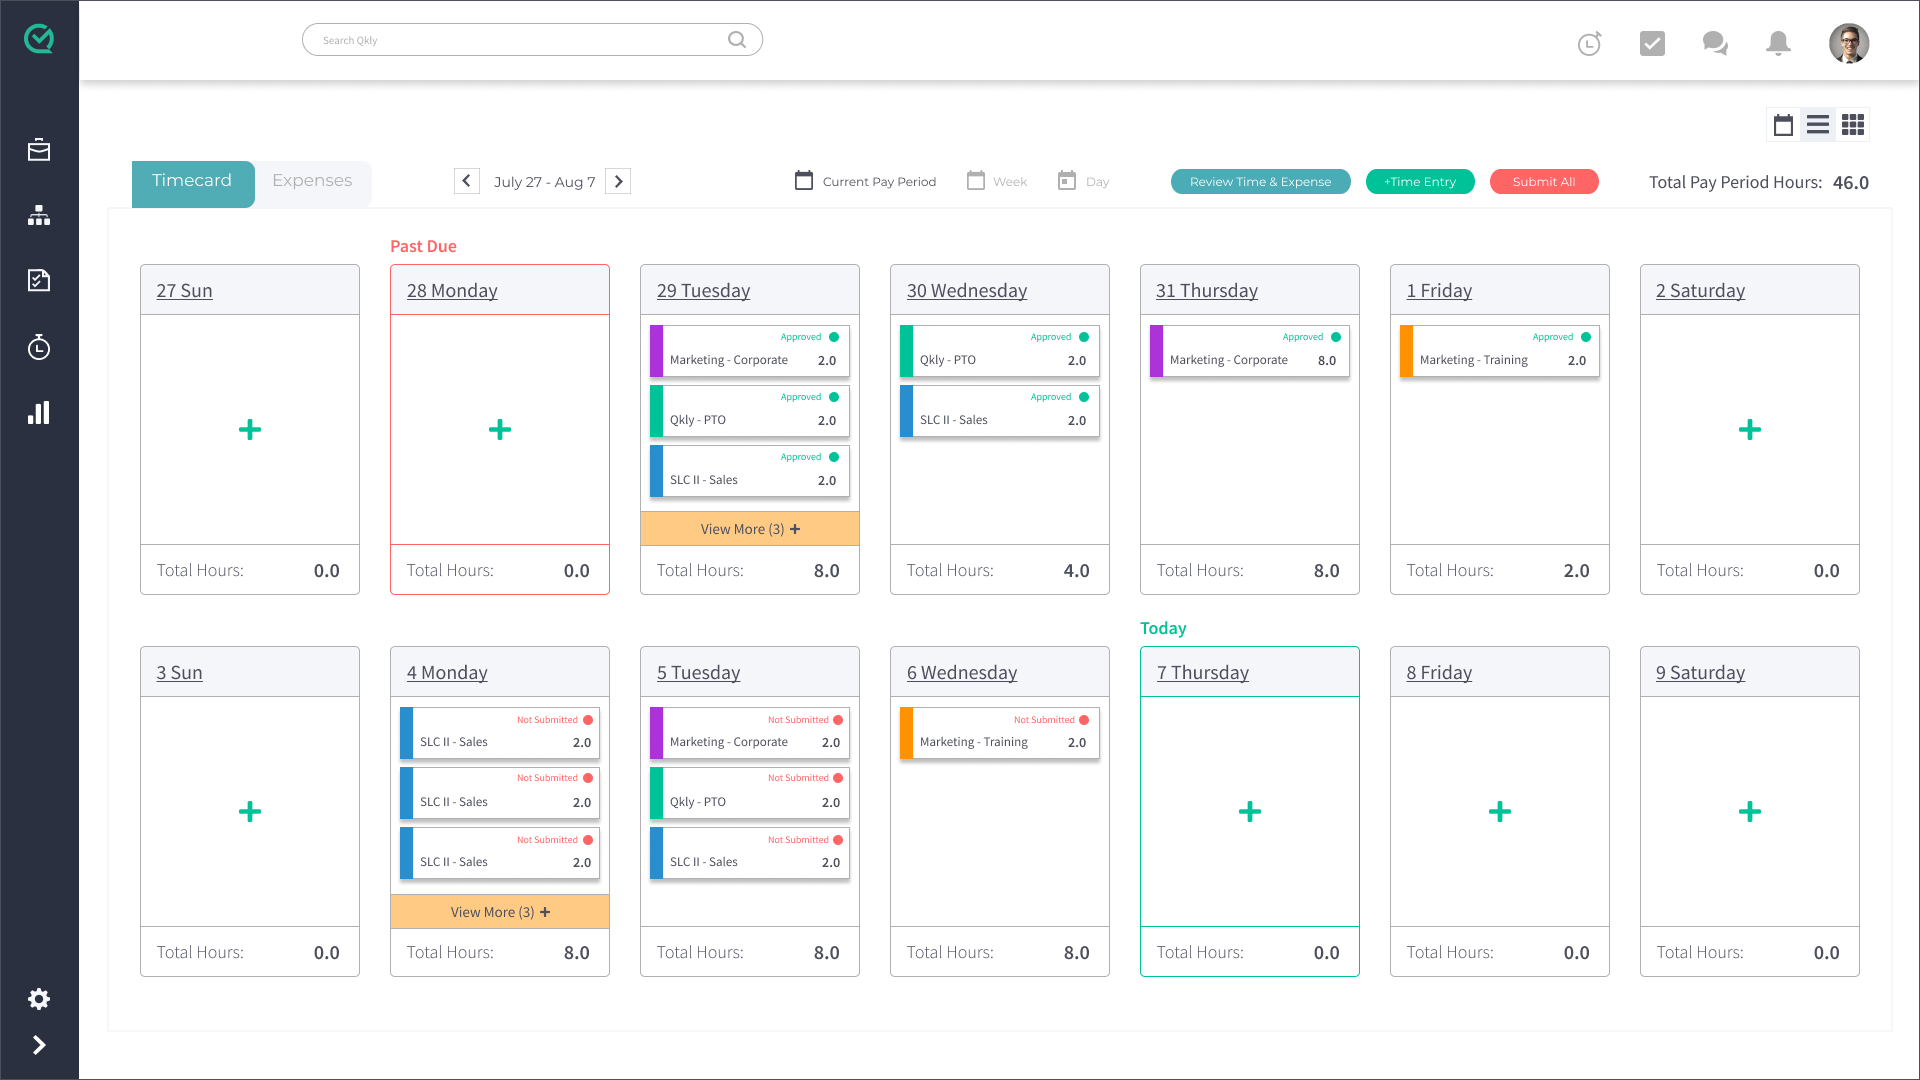 Search Qkly
Timecard
Expenses
July 27 - Aug 7
Current Pay Period
Week
Day
Review Time & Expense
+Time Entry
Submit All
Total Pay Period Hours: 46.0
Past Due
27 Sun
28 Monday
29 Tuesday
30 Wednesday
31 Thursday
1 Friday
2 Saturday
Approved
Marketing - Corporate 2.0
Approved
Qkly - PTO 2.0
Approved
SLC II - Sales 2.0
View More (3) +
Approved
Qkly - PTO 2.0
Approved
SLC II - Sales 2.0
Approved
Marketing - Corporate 8.0
Approved
Marketing - Training 2.0
Total Hours: 0.0
Total Hours: 0.0
Total Hours: 8.0
Total Hours: 4.0
Total Hours: 8.0
Total Hours: 2.0
Total Hours: 0.0
Today
3 Sun
4 Monday
5 Tuesday
6 Wednesday
7 Thursday
8 Friday
9 Saturday
Not Submitted
SLC II - Sales 2.0
Not Submitted
SLC II - Sales 2.0
Not Submitted
SLC II - Sales 2.0
View More (3) +
Not Submitted
Marketing - Corporate 2.0
Not Submitted
Qkly - PTO 2.0
Not Submitted
SLC II - Sales 2.0
Not Submitted
Marketing - Training 2.0
Total Hours: 0.0
Total Hours: 8.0
Total Hours: 8.0
Total Hours: 8.0
Total Hours: 0.0
Total Hours: 0.0
Total Hours: 0.0